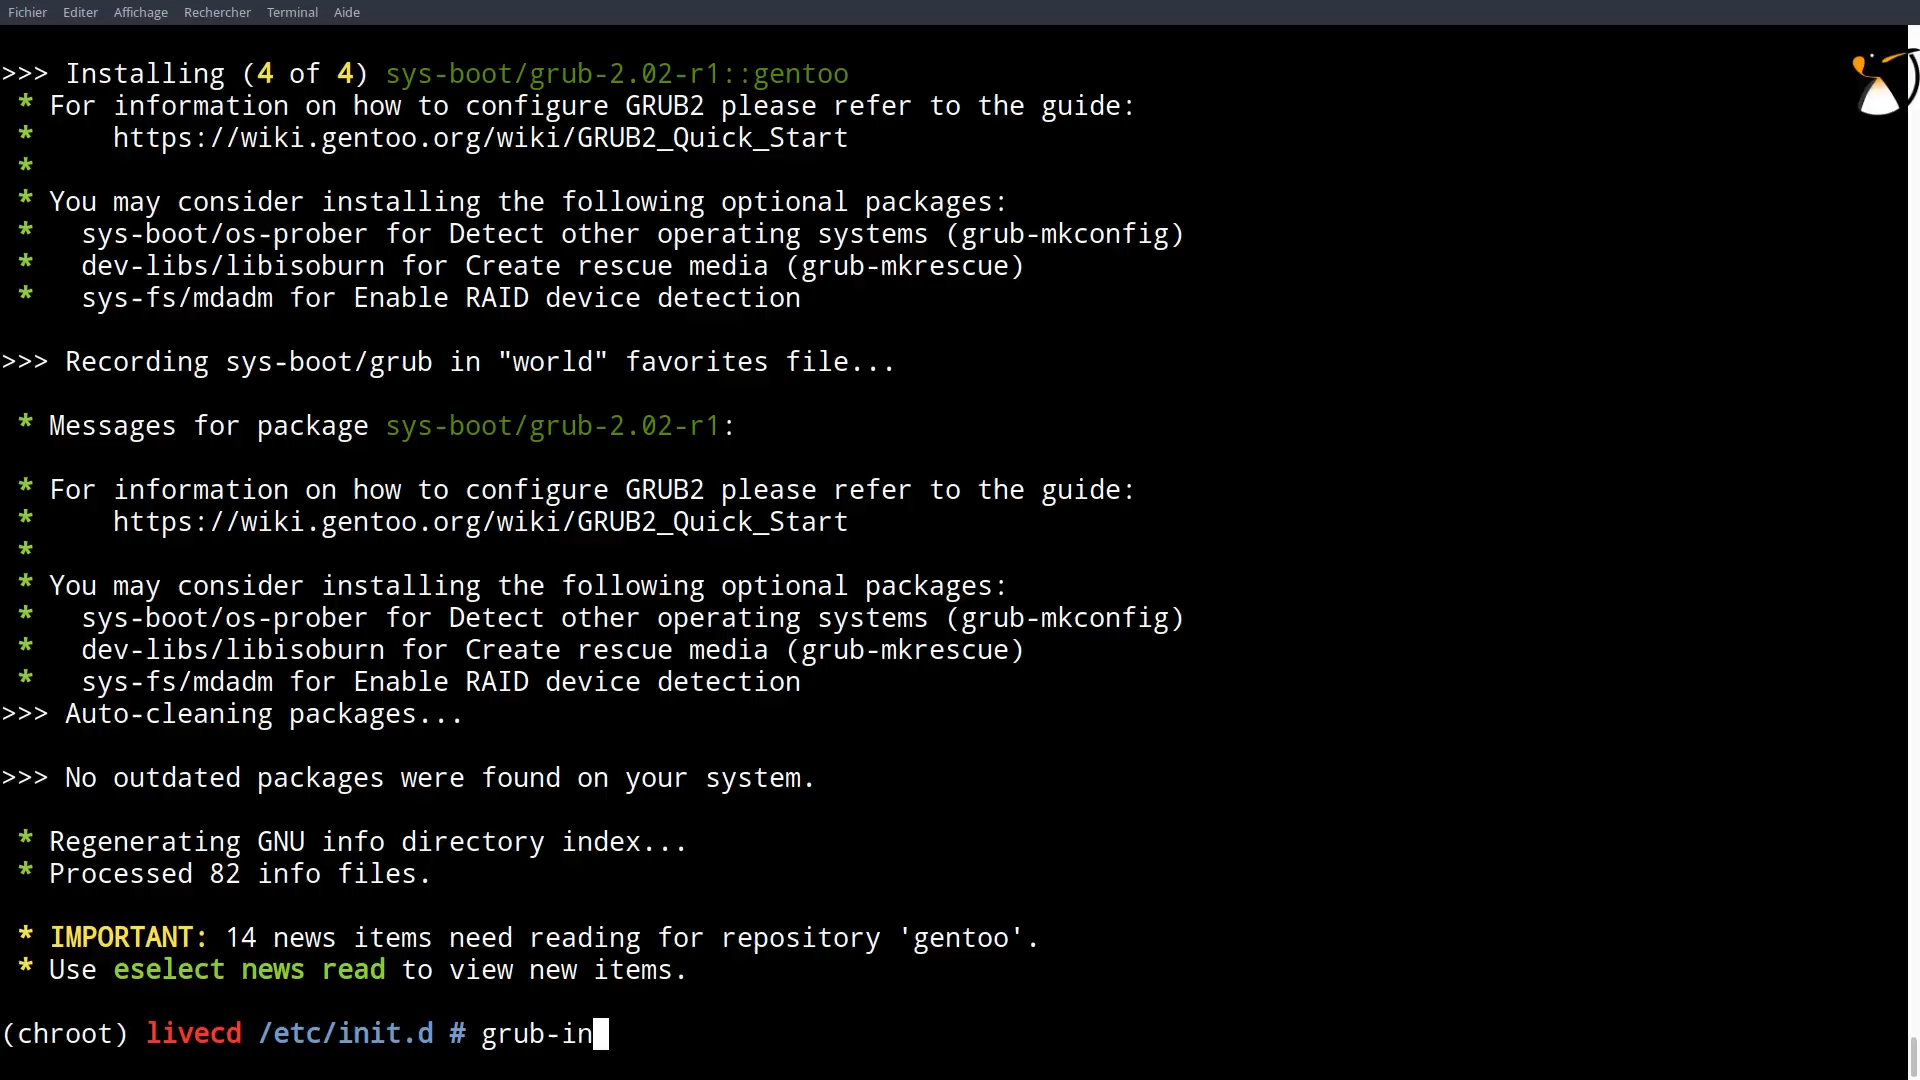 Fichier Editer Affichage Rechercher Terminal Aide
>>> Installing (4 of 4) sys-boot/grub-2.02-r1::gentoo
 * For information on how to configure GRUB2 please refer to the guide:
 *     https://wiki.gentoo.org/wiki/GRUB2_Quick_Start
 *
 * You may consider installing the following optional packages:
 *   sys-boot/os-prober for Detect other operating systems (grub-mkconfig)
 *   dev-libs/libisoburn for Create rescue media (grub-mkrescue)
 *   sys-fs/mdadm for Enable RAID device detection
>>> Recording sys-boot/grub in "world" favorites file...
 * Messages for package sys-boot/grub-2.02-r1:
 * For information on how to configure GRUB2 please refer to the guide:
 *     https://wiki.gentoo.org/wiki/GRUB2_Quick_Start
 *
 * You may consider installing the following optional packages:
 *   sys-boot/os-prober for Detect other operating systems (grub-mkconfig)
 *   dev-libs/libisoburn for Create rescue media (grub-mkrescue)
 *   sys-fs/mdadm for Enable RAID device detection
>>> Auto-cleaning packages...
>>> No outdated packages were found on your system.
 * Regenerating GNU info directory index...
 * Processed 82 info files.
 * IMPORTANT: 14 news items need reading for repository 'gentoo'.
 * Use eselect news read to view new items.
(chroot) livecd /etc/init.d # grub-in